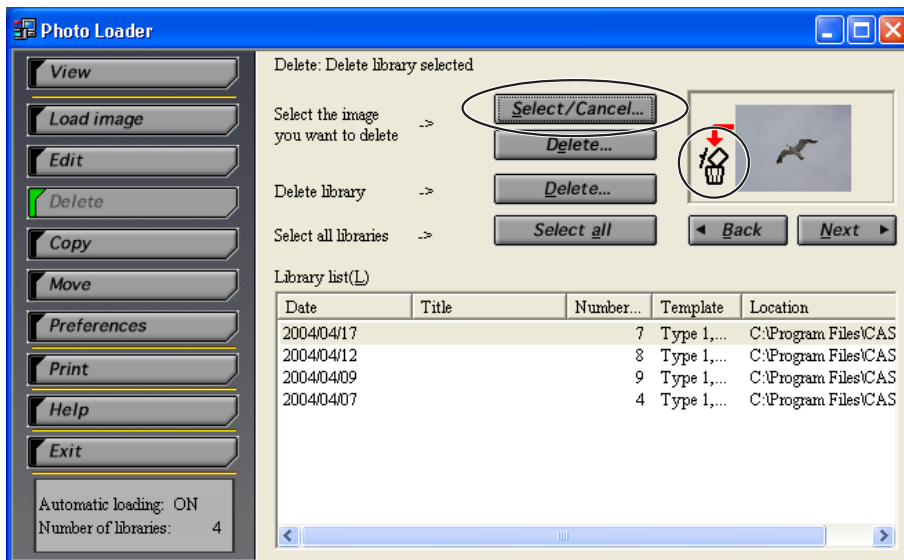 Photo Loader
View
Load image
Edit
Delete
Copy
Move
Preferences
Print
Help
Exit
Automatic loading: ON
Number of libraries: 4
Delete: Delete library selected
Select the image
you want to delete
->
Select/Cancel...
Delete...
Delete library -> Delete...
Select all libraries -> Select all
Back Next
Library list(L)
Date Title Number... Template Location
2004/04/17 7 Type 1,... C:\Program Files\CAS
2004/04/12 8 Type 1,... C:\Program Files\CAS
2004/04/09 9 Type 1,... C:\Program Files\CAS
2004/04/07 4 Type 1,... C:\Program Files\CAS